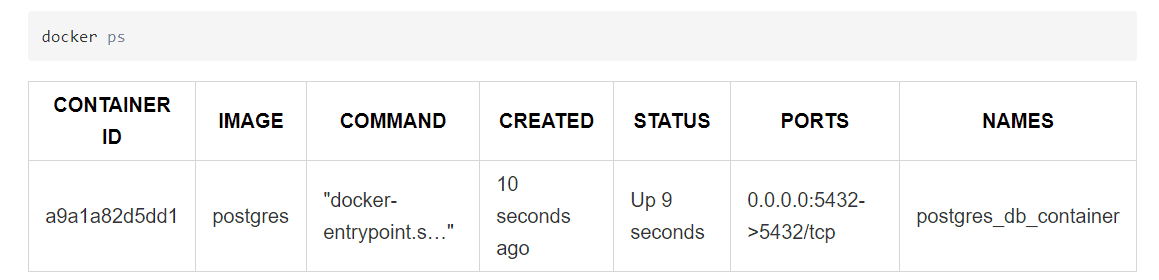 docker ps
CONTAINER ID IMAGE COMMAND CREATED STATUS PORTS NAMES
a9a1a82d5dd1 postgres "docker-entrypoint.s…" 10 seconds ago Up 9 seconds 0.0.0.0:5432->5432/tcp postgres_db_container